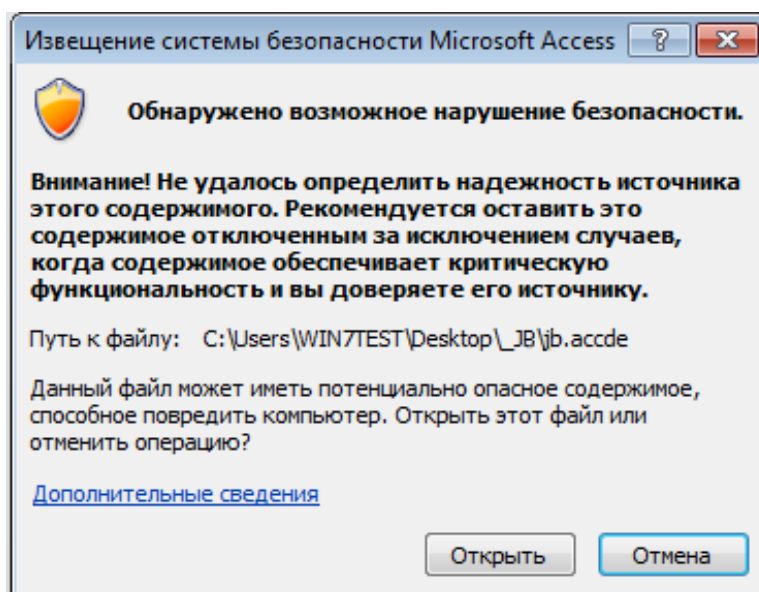 Извещение системы безопасности Microsoft Access
Обнаружено возможное нарушение безопасности.
Внимание! Не удалось определить надежность источника
этого содержимого. Рекомендуется оставить это
содержимое отключенным за исключением случаев,
когда содержимое обеспечивает критическую
функциональность и вы доверяете его источнику.
Путь к файлу: C:\Users\WIN7TEST\Desktop\_JB\jb.accde
Данный файл может иметь потенциально опасное содержимое,
способное повредить компьютер. Открыть этот файл или
отменить операцию?
Дополнительные сведения
Открыть Отмена